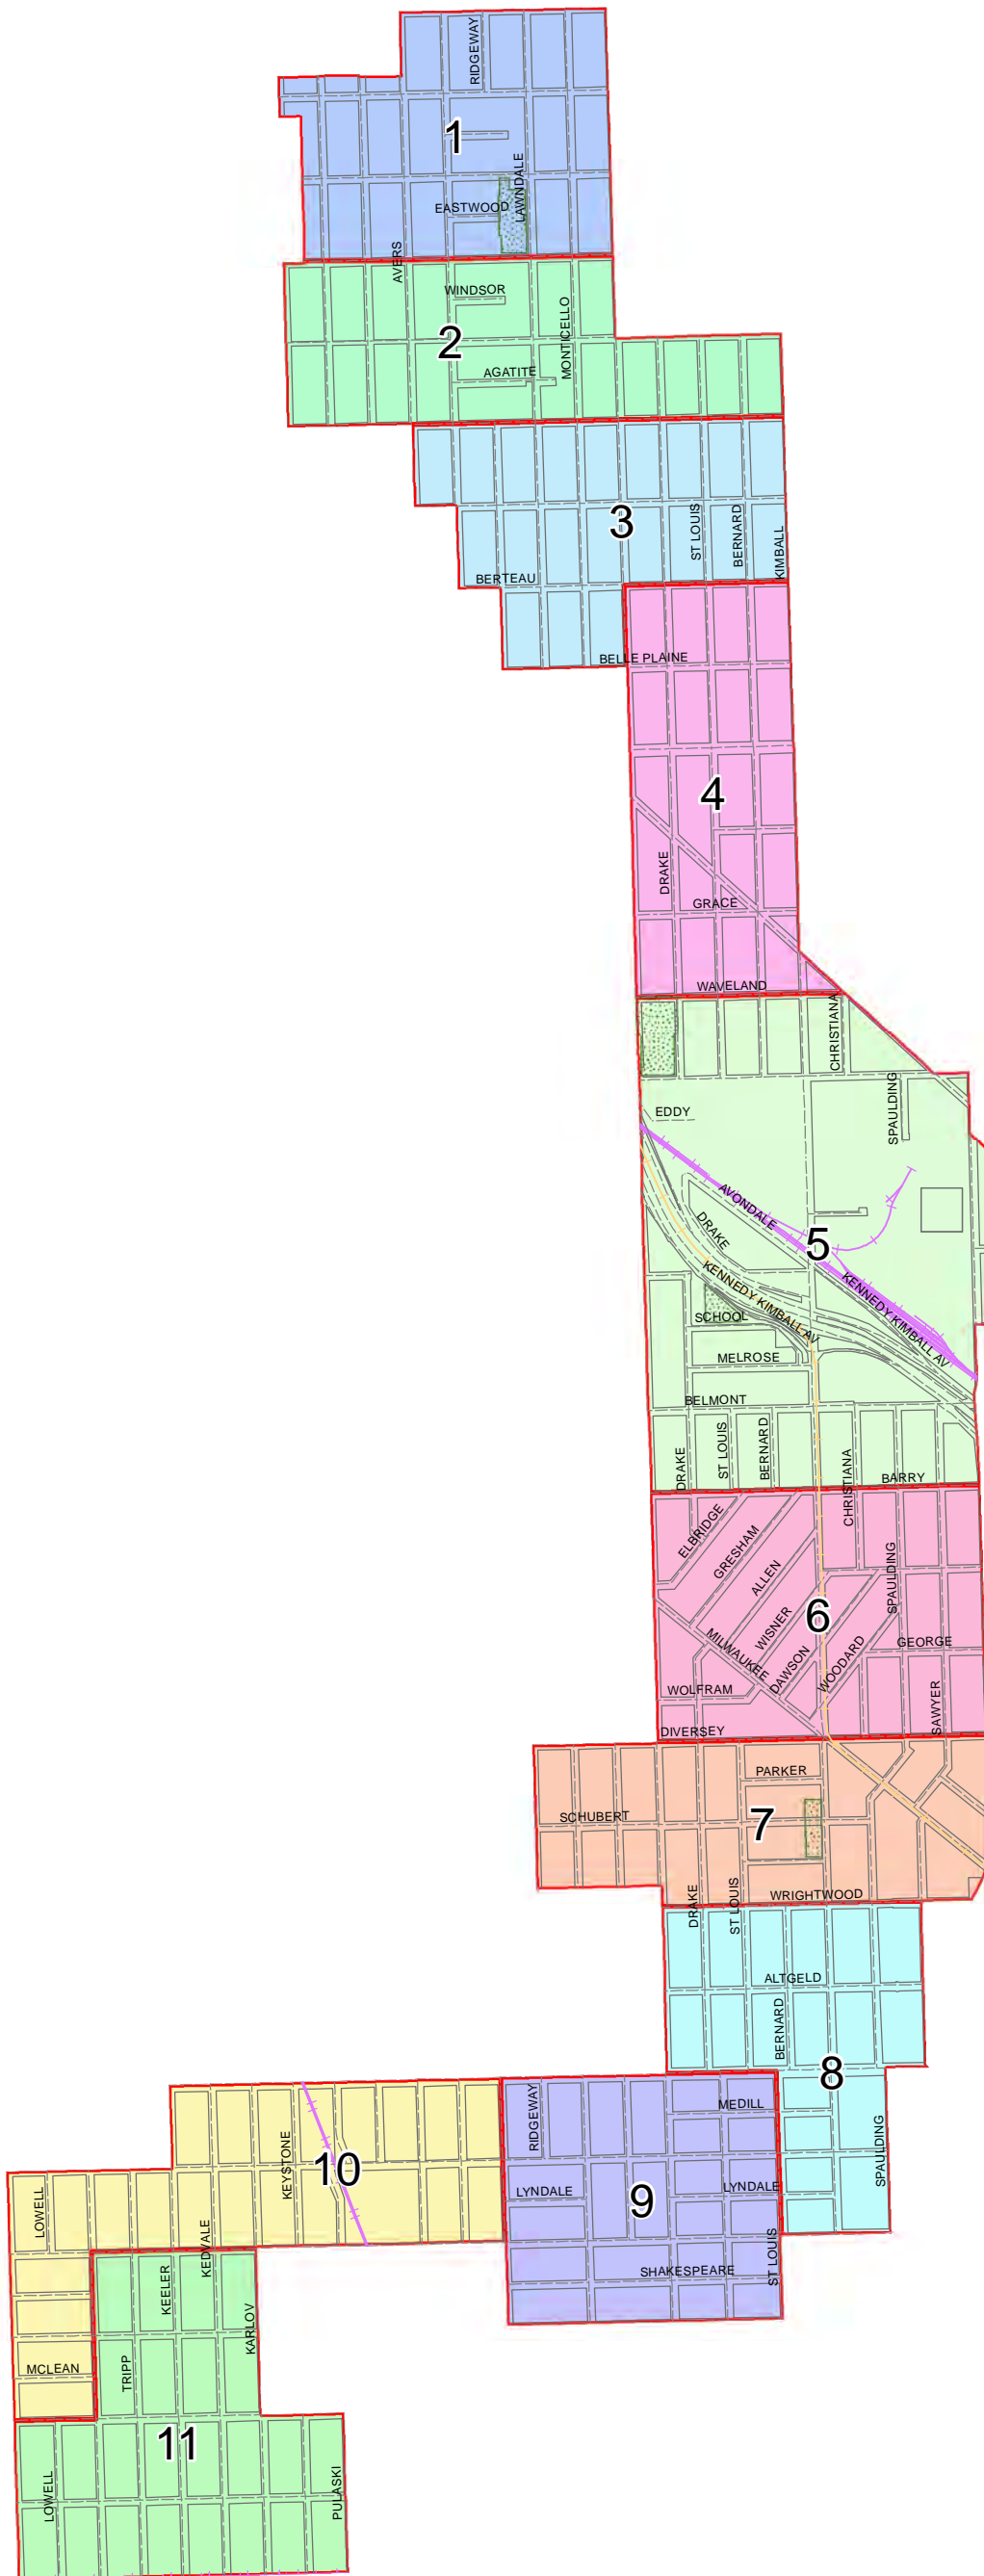 RIDGEWAY
1
LAWNDALE
EASTWOOD
AVERS
WINDSOR
MONTICELLO
2
AGATITE
3
ST LOUIS
BERNARD
KIMBALL
BERTEAU
BELLE PLAINE
4
DRAKE
GRACE
WAVELAND
CHRISTIANA
SPAULDING
EDDY
AVONDALE
DRAKE
5
KENNEDY KIMBALL AV
KENNEDY KIMBALL AV
SCHOOL
MELROSE
BELMONT
DRAKE
ST LOUIS
BERNARD
CHRISTIANA
BARRY
ELBRIDGE
GRESHAM
ALLEN
SPAULDING
6
WISNER
MILWAUKEE
DAWSON
WOODARD
GEORGE
WOLFRAM
SAWYER
DIVERSEY
PARKER
SCHUBERT
7
DRAKE
ST LOUIS
WRIGHTWOOD
ALTGELD
BERNARD
8
RIDGEWAY
MEDILL
SPAULDING
KEYSTONE
10
LOWELL
LYNDALE
LYNDALE
9
KEDVALE
SHAKESPEARE
ST LOUIS
KEELER
KARLOV
MCLEAN
TRIPP
11
LOWELL
PULASKI